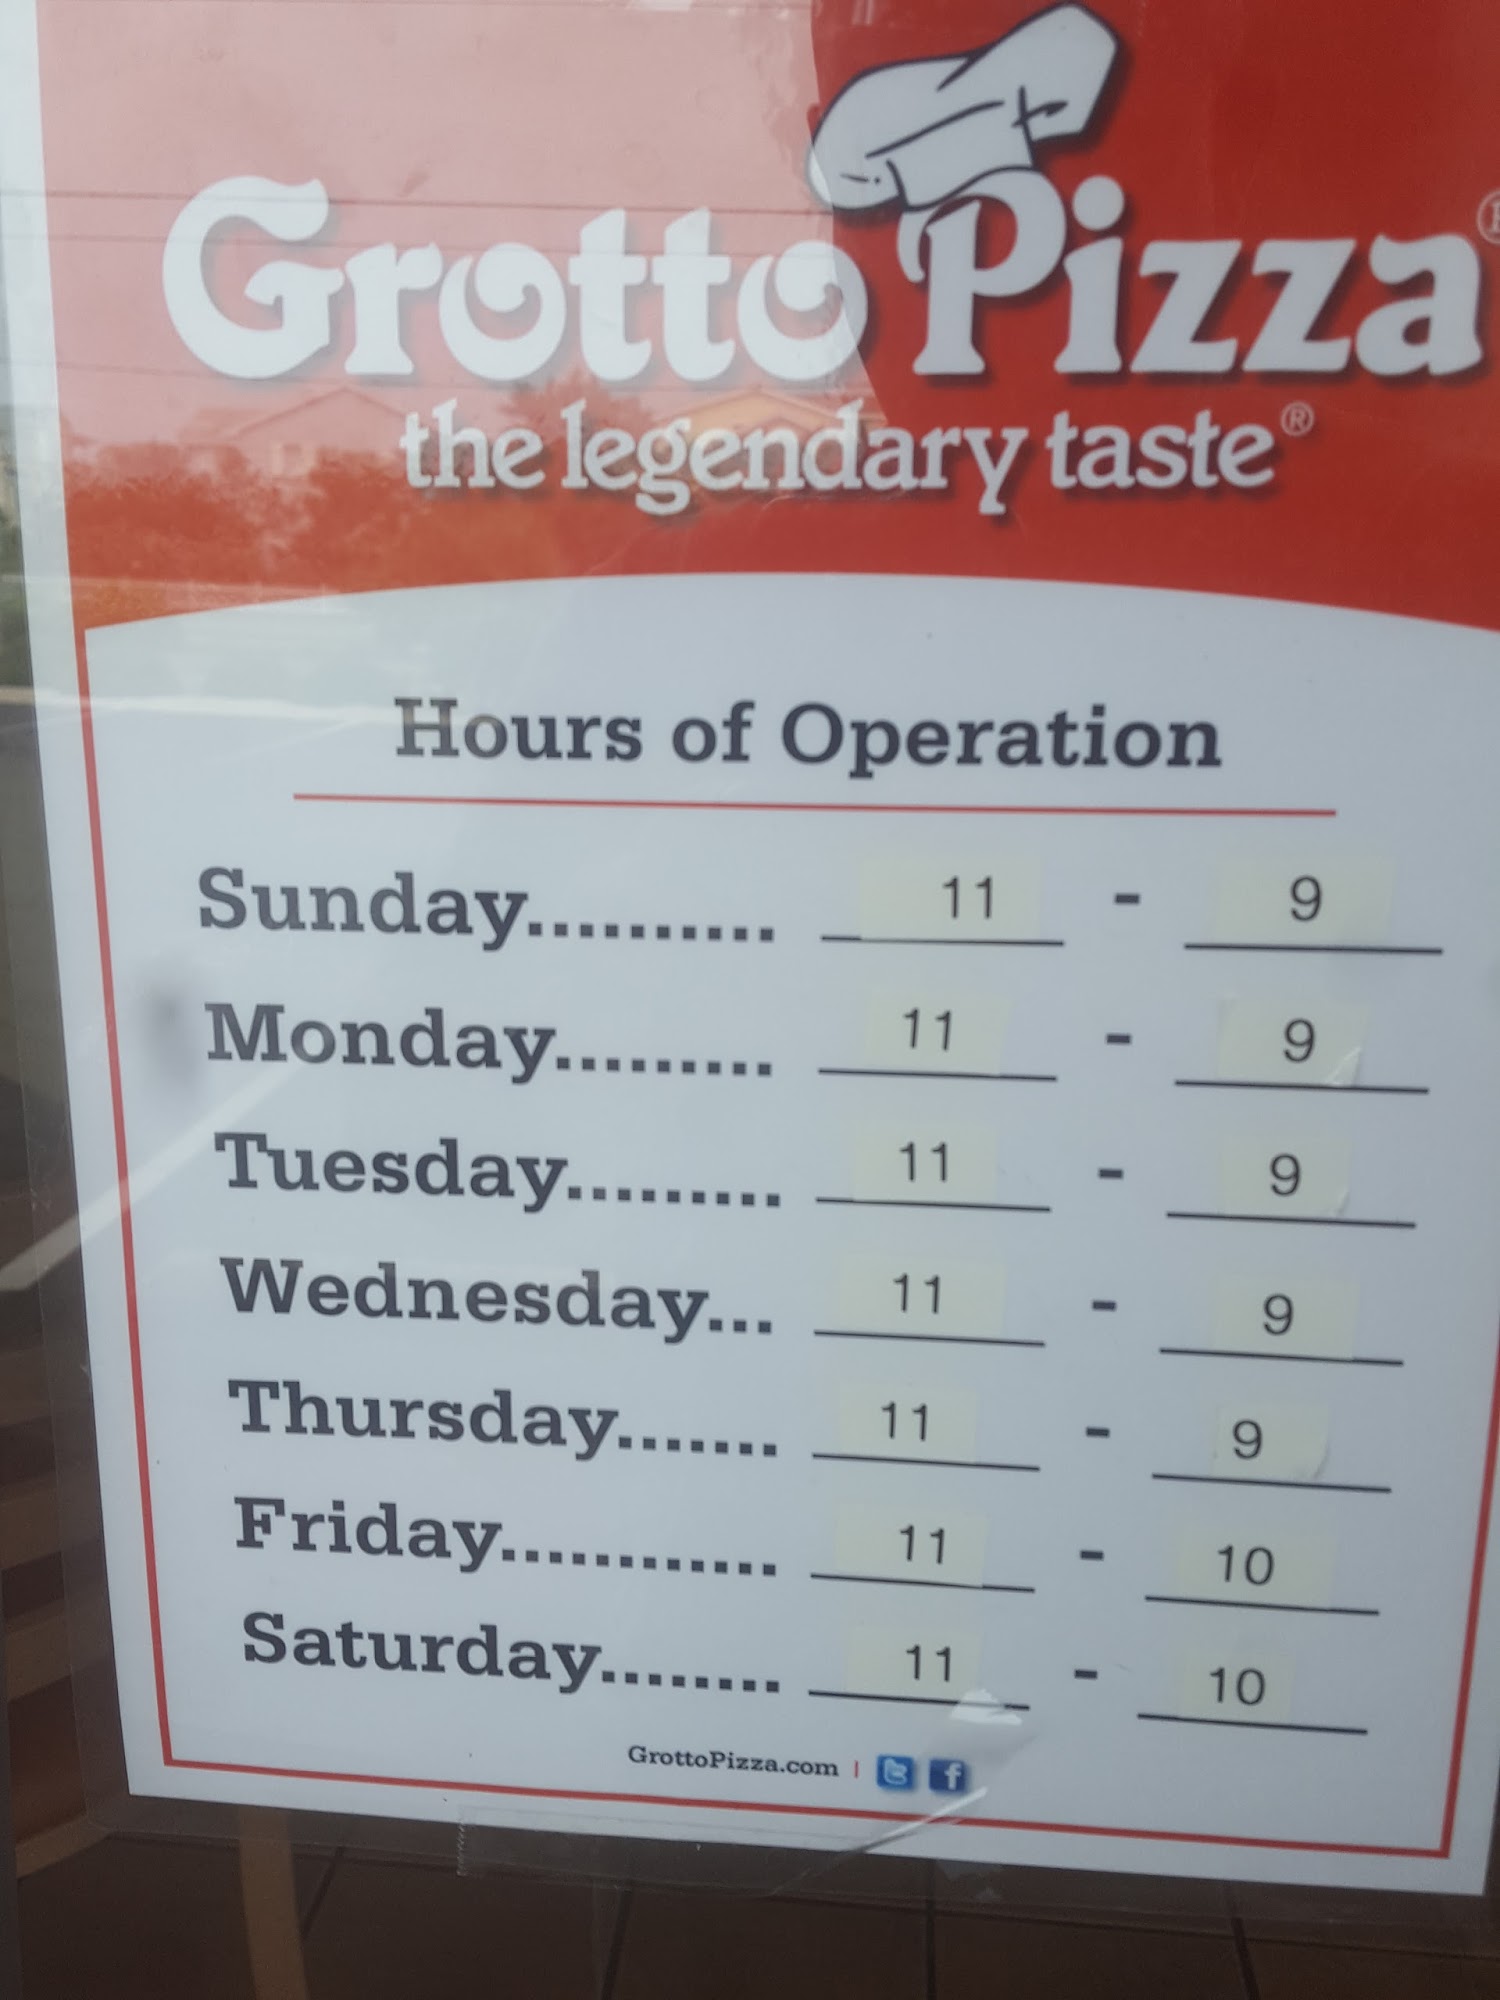 Grotto Pizza®
the legendary taste®
Hours of Operation
Sunday.......... 11 - 9
Monday......... 11 - 9
Tuesday......... 11 - 9
Wednesday... 11 - 9
Thursday....... 11 - 9
Friday............ 11 - 10
Saturday........ 11 - 10
GrottoPizza.com |